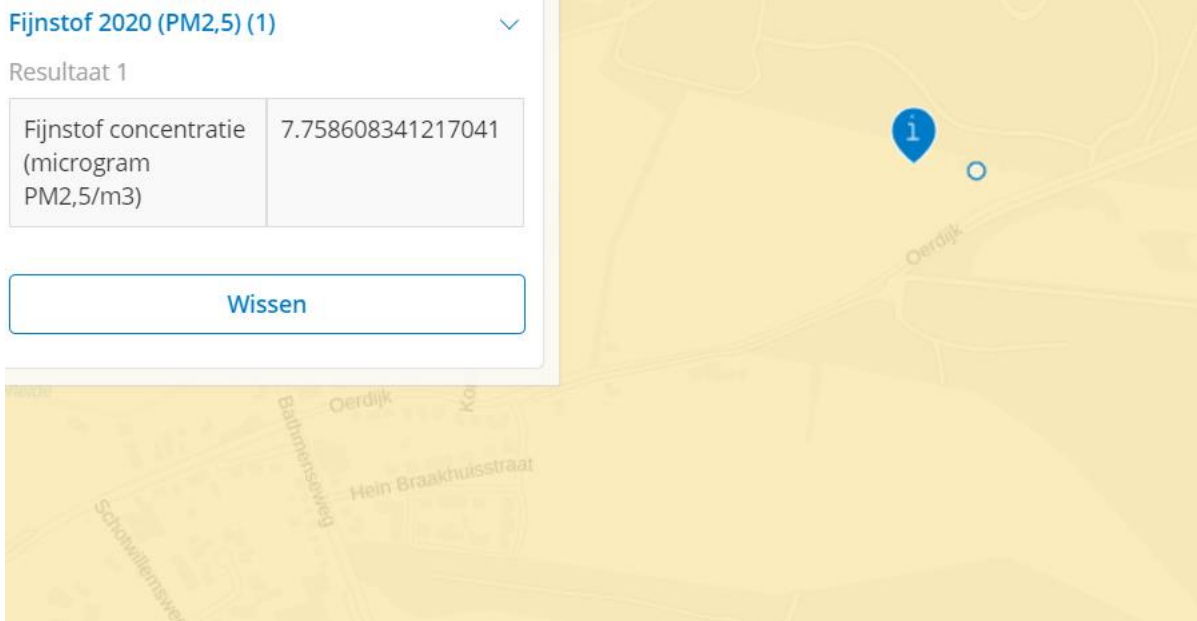 Fijnstof 2020 (PM2,5) (1)
Resultaat 1
Fijnstof concentratie
(microgram
PM2,5/m3)
7.758608341217041
Wissen
i
Oerdijk
Oerdijk
Bathmenseweg
Hein Braakhuisstraat